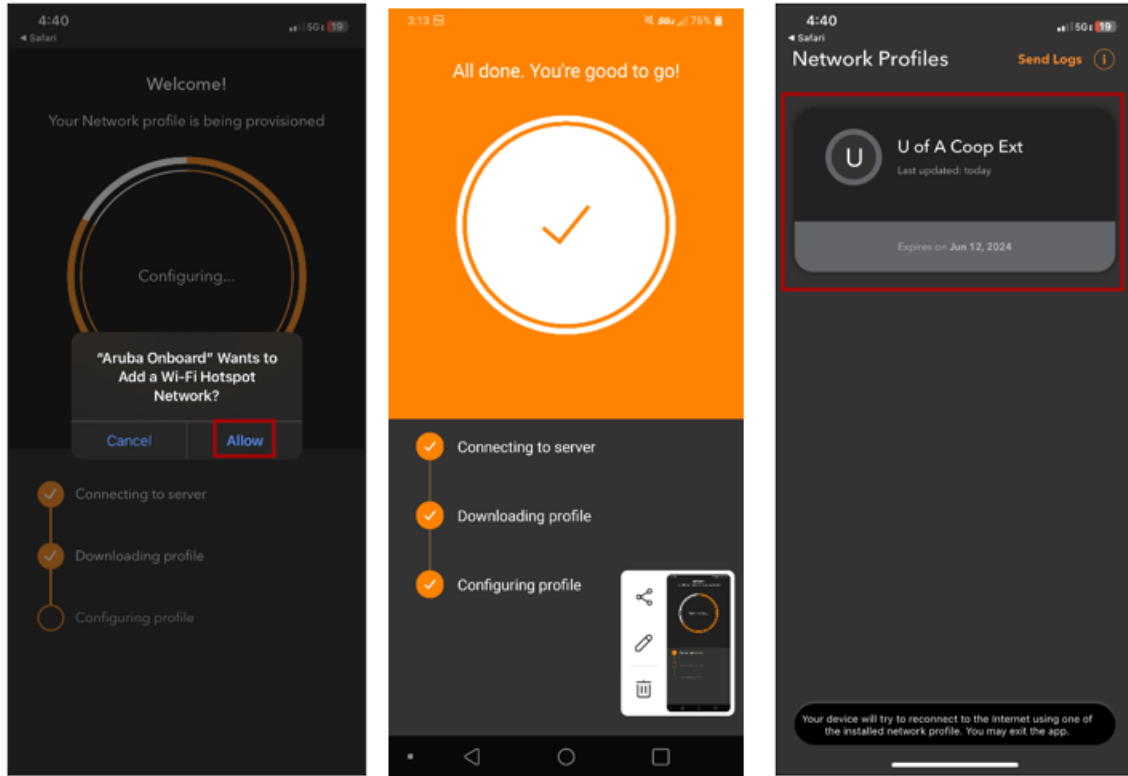 4:40
5G 19
◄ Safari
Welcome!
Your Network profile is being provisioned
Configuring...
"Aruba Onboard" Wants to
Add a Wi-Fi Hotspot
Network?
Cancel
Allow
Connecting to server
Downloading profile
Configuring profile
3:13
76%
All done. You're good to go!
Connecting to server
Downloading profile
Configuring profile
4:40
5G 19
◄ Safari
Network Profiles
Send Logs
i
U
U of A Coop Ext
Last updated: today
Expires on Jun 12, 2024
Your device will try to reconnect to the Internet using one of
the installed network profile. You may exit the app.